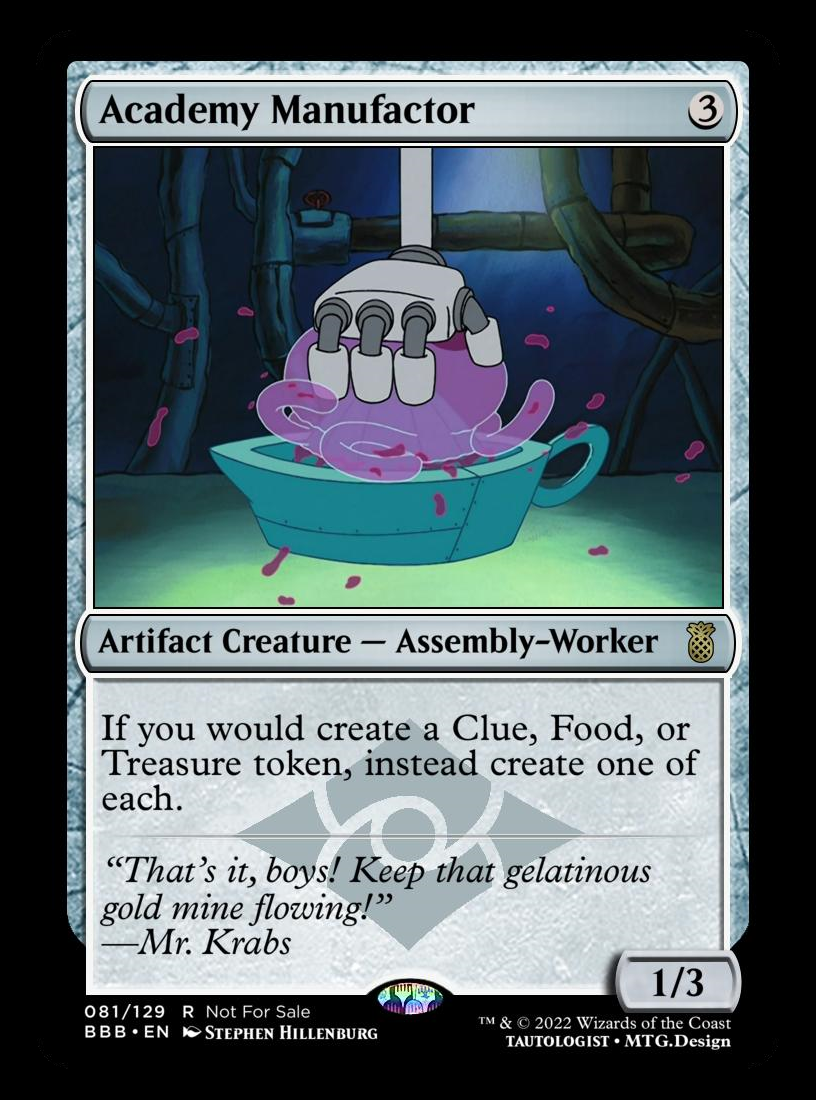 Academy Manufactor 3
Artifact Creature — Assembly-Worker
If you would create a Clue, Food, or
Treasure token, instead create one of
each.
“That’s it, boys! Keep that gelatinous
gold mine flowing!”
—Mr. Krabs
1/3
081/129 R Not For Sale
BBB • EN Stephen Hillenburg
™ & © 2022 Wizards of the Coast
TAUTOLOGIST • MTG.Design